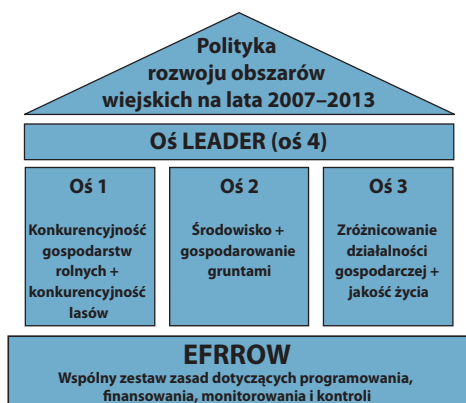 Polityka
rozwoju obszarów
wiejskich na lata 2007–2013
Oś LEADER (oś 4)
Oś 1
Konkurencyjność
gospodarstw
rolnych +
konkurencyjność
lasów
Oś 2
Środowisko +
gospodarowanie
gruntami
Oś 3
Zróżnicowanie
działalności
gospodarczej +
jakość życia
EFRROW
Wspólny zestaw zasad dotyczących programowania,
finansowania, monitorowania i kontroli